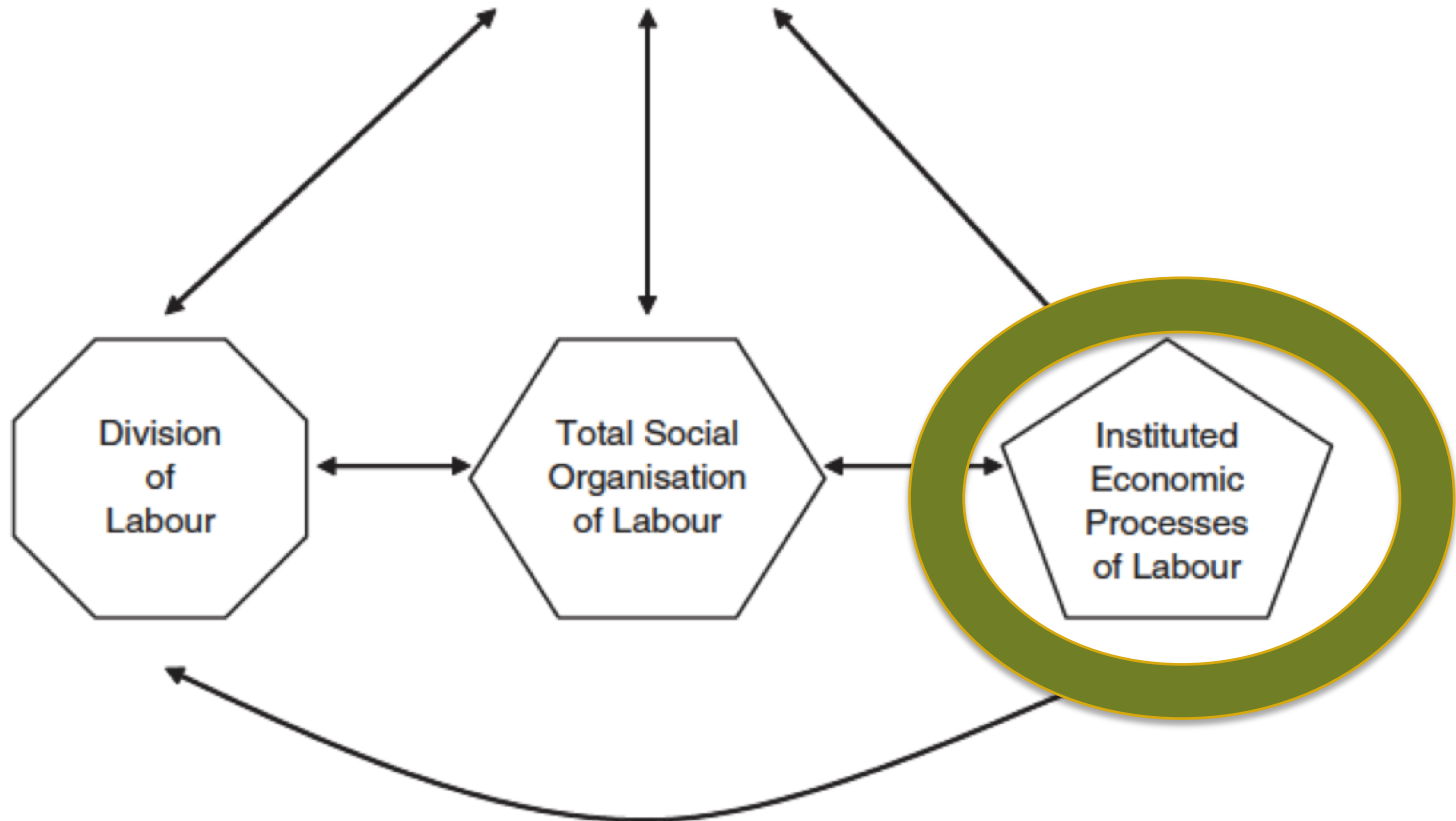 Division
of
Labour
Total Social
Organisation
of Labour
Instituted
Economic
Processes
of Labour